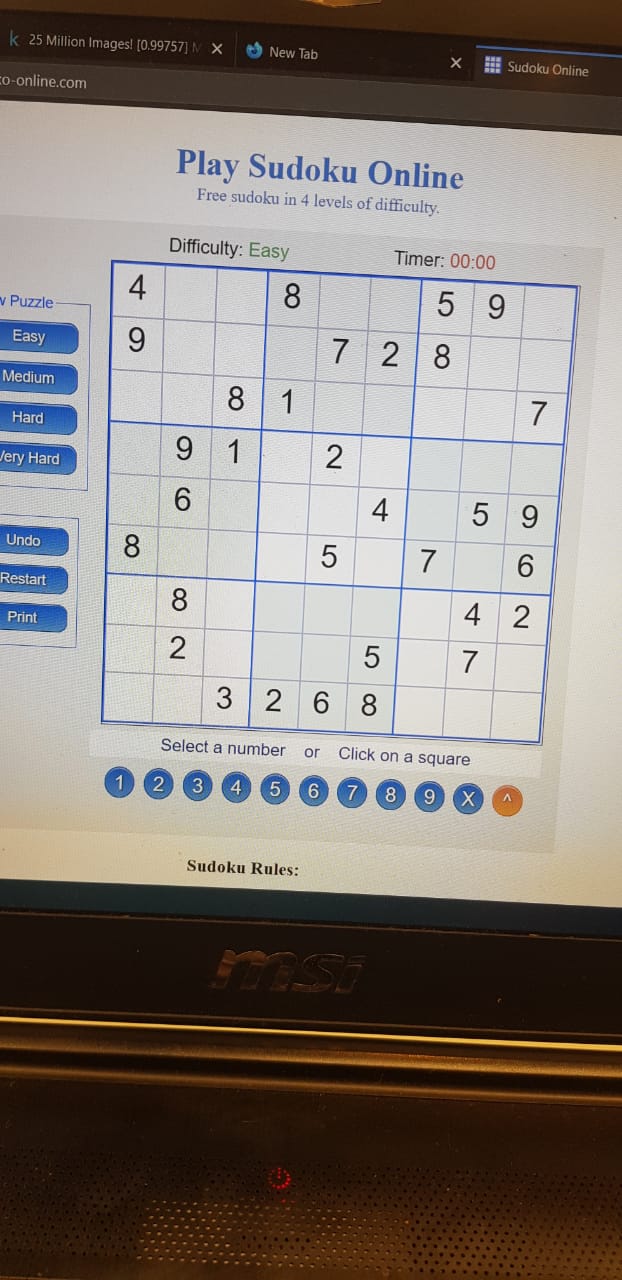 k 25 Million Images! [0.99757] New Tab Sudoku Online
o-online.com
Play Sudoku Online
Free sudoku in 4 levels of difficulty.
Difficulty: Easy Timer: 00:00
Puzzle
Easy
Medium
Hard
Very Hard
Undo
Restart
Print
4 8 5 9
9 7 2 8
8 1 7
9 1 2
6 4 5 9
8 5 7 6
8 4 2
2 5 7
3 2 6 8
Select a number or Click on a square
1 2 3 4 5 6 7 8 9 X ^
Sudoku Rules:
msi